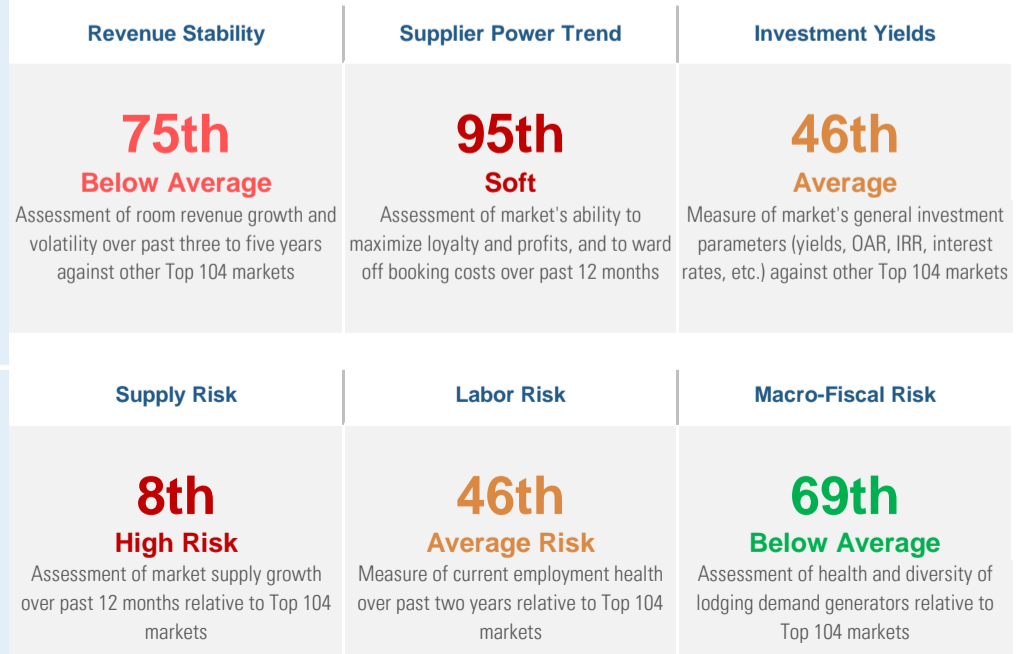 Revenue Stability
Supplier Power Trend
Investment Yields
75th
Below Average
Assessment of room revenue growth and
volatility over past three to five years
against other Top 104 markets
95th
Soft
Assessment of market's ability to
maximize loyalty and profits, and to ward
off booking costs over past 12 months
46th
Average
Measure of market's general investment
parameters (yields, OAR, IRR, interest
rates, etc.) against other Top 104 markets
Supply Risk
Labor Risk
Macro-Fiscal Risk
8th
High Risk
Assessment of market supply growth
over past 12 months relative to Top 104
markets
46th
Average Risk
Measure of current employment health
over past two years relative to Top 104
markets
69th
Below Average
Assessment of health and diversity of
lodging demand generators relative to
Top 104 markets